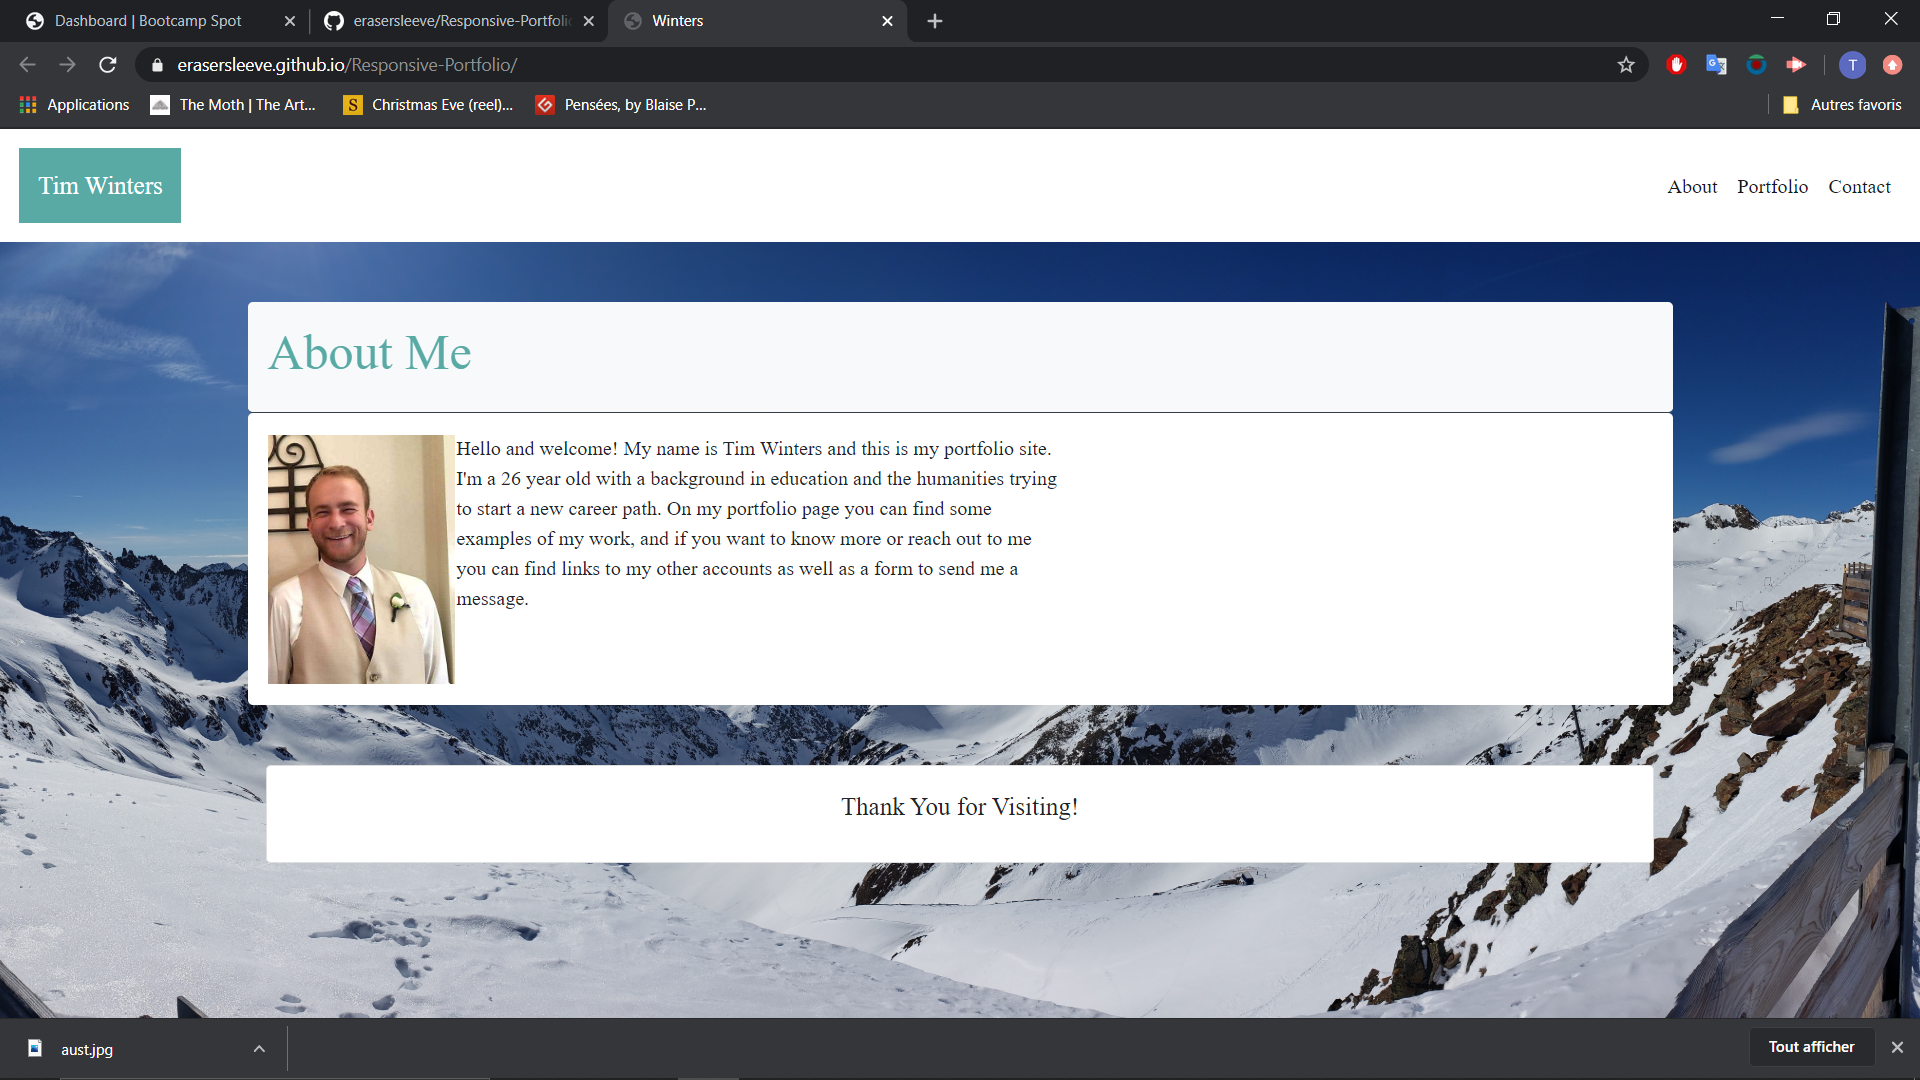 Dashboard | Bootcamp Spot
erasersleeve/Responsive-Portfolio
Winters
erasersleeve.github.io/Responsive-Portfolio/
T
Applications
The Moth | The Art...
S
Christmas Eve (reel)...
Pensées, by Blaise P...
Autres favoris
Tim Winters
About
Portfolio
Contact
About Me
Hello and welcome! My name is Tim Winters and this is my portfolio site.
I'm a 26 year old with a background in education and the humanities trying
to start a new career path. On my portfolio page you can find some
examples of my work, and if you want to know more or reach out to me
you can find links to my other accounts as well as a form to send me a
message.
Thank You for Visiting!
aust.jpg
Tout afficher